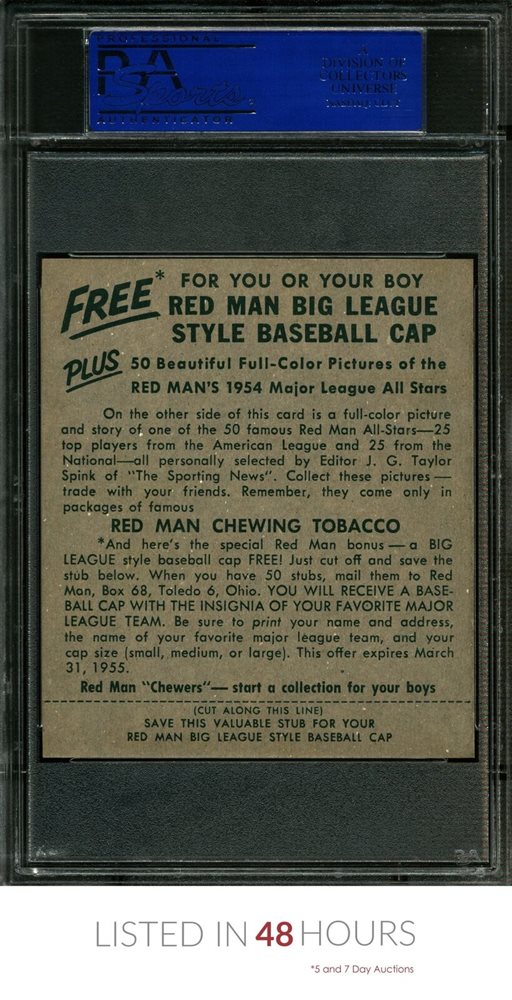 PROFESSIONAL
PSA
Sports
AUTHENTICATOR
A
DIVISION OF
COLLECTORS
UNIVERSE
NASDAQ: CLCT
FREE* FOR YOU OR YOUR BOY
RED MAN BIG LEAGUE
STYLE BASEBALL CAP
PLUS 50 Beautiful Full-Color Pictures of the
RED MAN'S 1954 Major League All Stars
On the other side of this card is a full-color picture
and story of one of the 50 famous Red Man All-Stars—25
top players from the American League and 25 from the
National—all personally selected by Editor J. G. Taylor
Spink of "The Sporting News". Collect these pictures—
trade with your friends. Remember, they come only in
packages of famous
RED MAN CHEWING TOBACCO
*And here's the special Red Man bonus—a BIG
LEAGUE style baseball cap FREE! Just cut off and save the
stub below. When you have 50 stubs, mail them to Red
Man, Box 68, Toledo 6, Ohio. YOU WILL RECEIVE A BASE-
BALL CAP WITH THE INSIGNIA OF YOUR FAVORITE MAJOR
LEAGUE TEAM. Be sure to print your name and address,
the name of your favorite major league team, and your
cap size (small, medium, or large). This offer expires March
31, 1955.
Red Man "Chewers"—start a collection for your boys
(CUT ALONG THIS LINE)
SAVE THIS VALUABLE STUB FOR YOUR
RED MAN BIG LEAGUE STYLE BASEBALL CAP
LISTED IN 48 HOURS
*5 and 7 Day Auctions